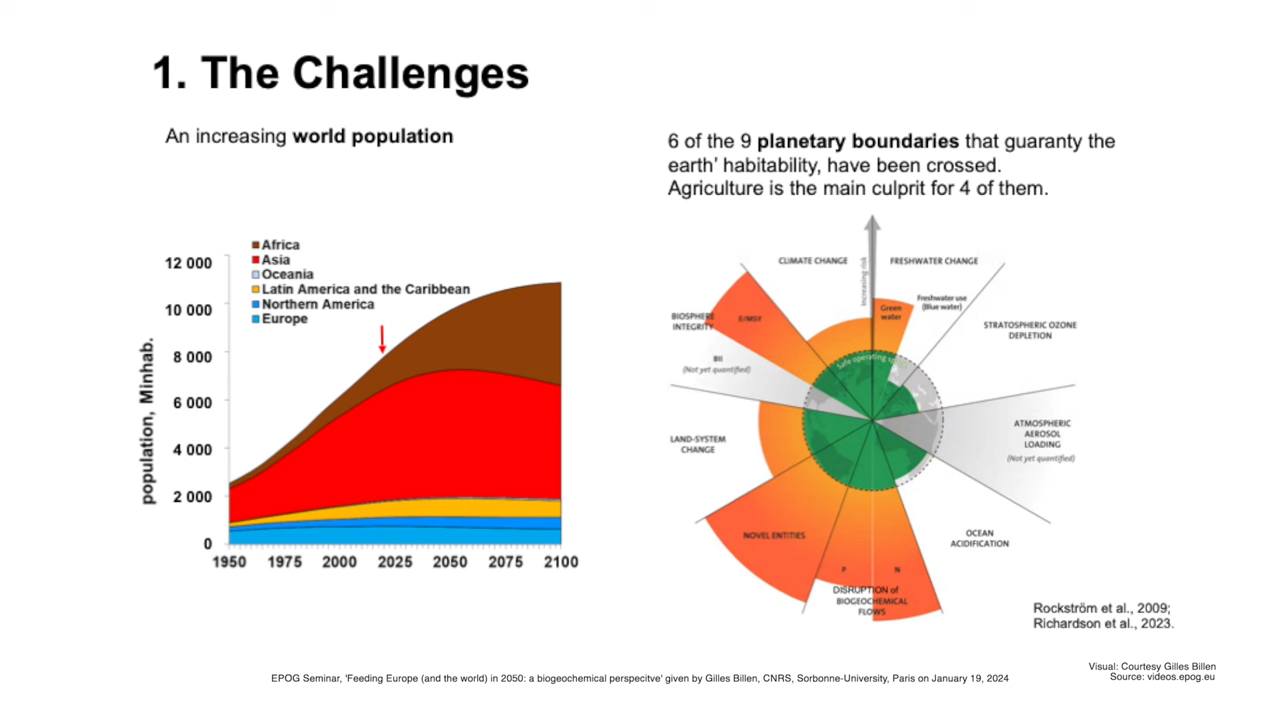 1. The Challenges
An increasing world population
6 of the 9 planetary boundaries that guaranty the
earth' habitability, have been crossed.
Agriculture is the main culprit for 4 of them.
Africa
Asia
Oceania
Latin America and the Caribbean
Northern America
Europe
population, Minhab.
12 000
10 000
8 000
6 000
4 000
2 000
0
1950 1975 2000 2025 2050 2075 2100
CLIMATE CHANGE
Increasing risk
FRESHWATER CHANGE
Green
water
Freshwater use
(Blue water)
STRATOSPHERIC OZONE
DEPLETION
BIOSPHERE
INTEGRITY
E/MSY
BII
(Not yet quantified)
Safe operating
ATMOSPHERIC
AEROSOL
LOADING
(Not yet quantified)
LAND-SYSTEM
CHANGE
NOVEL ENTITIES
OCEAN
ACIDIFICATION
P
N
DISRUPTION of
BIOGEOCHEMICAL
FLOWS
Rockström et al., 2009;
Richardson et al., 2023.
EPOG Seminar, 'Feeding Europe (and the world) in 2050: a biogeochemical perspecitve' given by Gilles Billen, CNRS, Sorbonne-University, Paris on January 19, 2024
Visual: Courtesy Gilles Billen
Source: videos.epog.eu